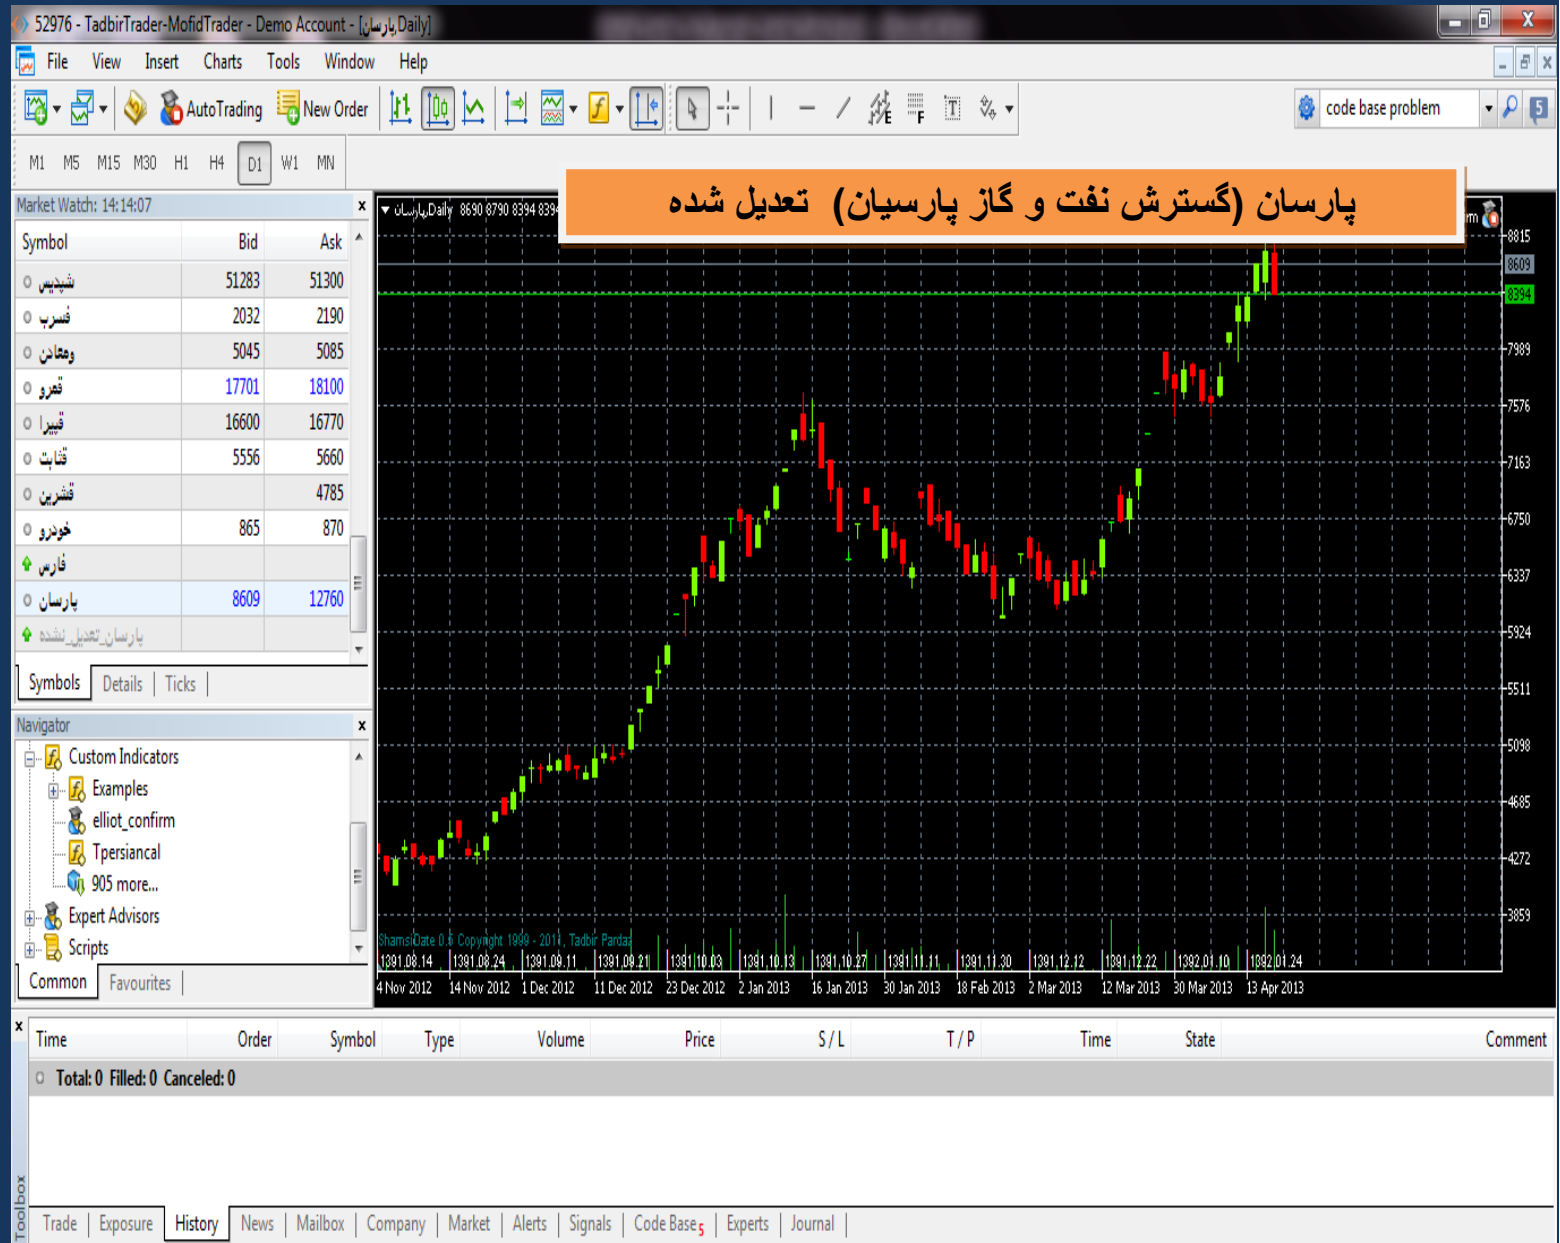 52976 - TadbirTrader-MofidTrader - Demo Account - [پارسان,Daily]
File View Insert Charts Tools Window Help
AutoTrading New Order code base problem 5
M1 M5 M15 M30 H1 H4 D1 W1 MN
پارسان (گسترش نفت و گاز پارسیان) تعدیل شده
Market Watch: 14:14:07
Symbol Bid Ask
شپدیس 51283 51300
فسرب 2032 2190
ومعادن 5045 5085
قمرو 17701 18100
قپیرا 16600 16770
قثابت 5556 5660
قشرین 4785
خودرو 865 870
فارس
پارسان 8609 12760
پارسان_تعدیل_نشده
Symbols Details Ticks
Navigator
Custom Indicators
Examples
elliot_confirm
Tpersiancal
905 more...
Expert Advisors
Scripts
Common Favourites
پارسان,Daily 8690 8790 8394 8394
8815
8609
8394
7989
7576
7163
6750
6337
5924
5511
5098
4685
4272
3859
ShamsiDate 0.5 Copyright 1999 - 2011, Tadbir Pardaz
1391.08.14 1391.08.24 1391.09.11 1391.09.21 1391.10.03 1391.10.13 1391.10.27 1391.11.11 1391.11.30 1391.12.12 1391.12.22 1392.01.10 1392.01.24
4 Nov 2012 14 Nov 2012 1 Dec 2012 11 Dec 2012 23 Dec 2012 2 Jan 2013 16 Jan 2013 30 Jan 2013 18 Feb 2013 2 Mar 2013 12 Mar 2013 30 Mar 2013 13 Apr 2013
Time Order Symbol Type Volume Price S / L T / P Time State Comment
Total: 0 Filled: 0 Canceled: 0
Toolbox
Trade Exposure History News Mailbox Company Market Alerts Signals Code Base 5 Experts Journal